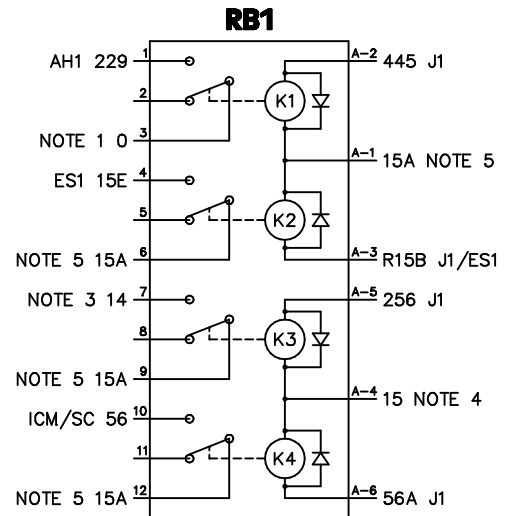 RB1
AH1 229 1
A-2 445 J1
K1
2
NOTE 1 0 3
A-1 15A NOTE 5
ES1 15E 4
K2
5
NOTE 5 15A 6
A-3 R15B J1/ES1
NOTE 3 14 7
A-5 256 J1
K3
8
NOTE 5 15A 9
A-4 15 NOTE 4
ICM/SC 56 10
K4
11
NOTE 5 15A 12
A-6 56A J1